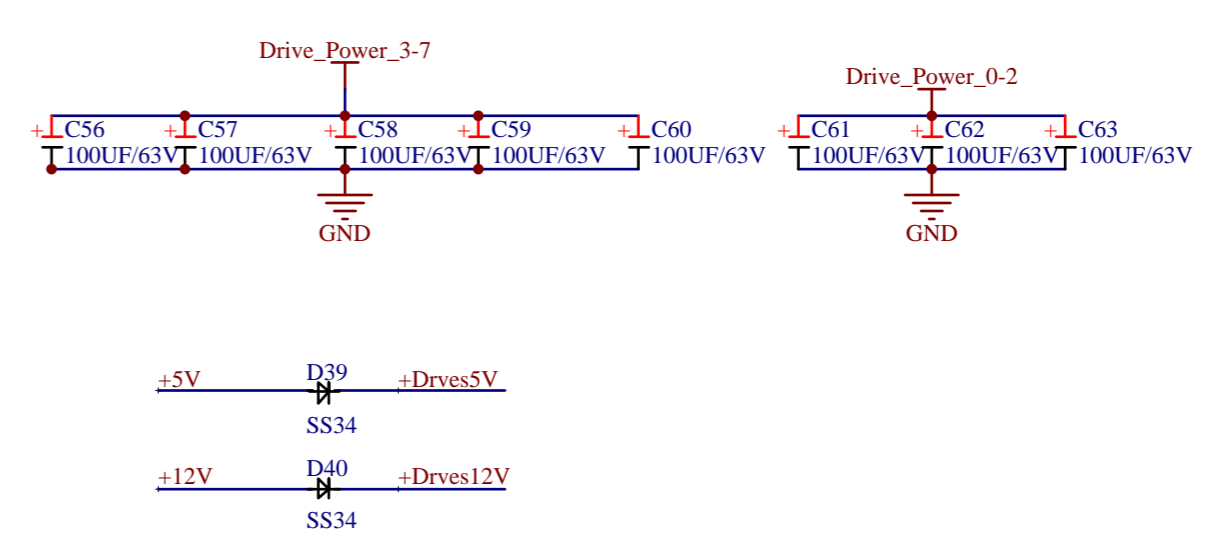 Drive_Power_3-7
Drive_Power_0-2
+ C56 + C57 + C58 + C59 + C60 + C61 + C62 + C63
100UF/63V 100UF/63V 100UF/63V 100UF/63V 100UF/63V 100UF/63V 100UF/63V 100UF/63V
GND GND
D39
+5V +Drves5V
SS34
D40
+12V +Drves12V
SS34